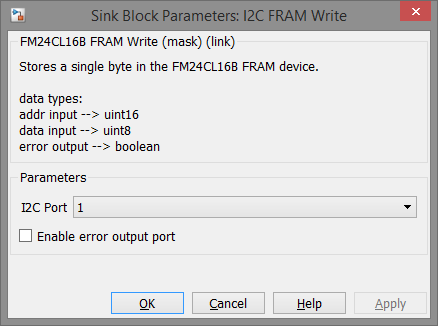 Sink Block Parameters: I2C FRAM Write
FM24CL16B FRAM Write (mask) (link)
Stores a single byte in the FM24CL16B FRAM device.
data types:
addr input --> uint16
data input --> uint8
error output --> boolean
Parameters
I2C Port 1
Enable error output port
OK Cancel Help Apply